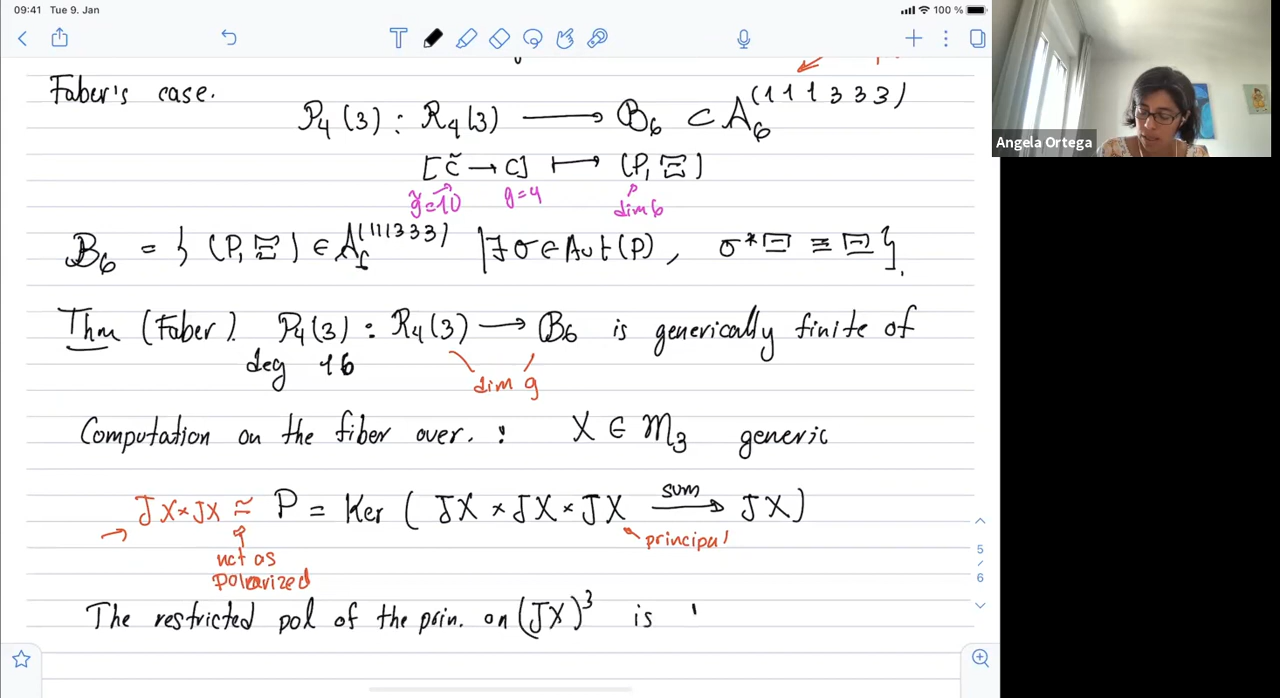 09:41 Tue 9. Jan
100 %
Angela Ortega
Faber's case.
P₄(3) : R₄(3) ⟶ B₆ ⊂ A₆^(1 1 1 3 3 3)
[C̃ → C] ⟼ (P, Ξ)
g̃=10 g=4 dim 6
B₆ = { (P, Ξ) ∈ A₆^(111333) | ∃ σ ∈ Aut(P), σ*Ξ ≡ Ξ }.
Thm (Faber). P₄(3) : R₄(3) ⟶ B₆ is generically finite of
deg 16
dim 9
Computation on the fiber over. : X ∈ M₃ generic
JX×JX ≃ P = Ker ( JX × JX × JX ⟶ JX)
sum
principal
not as
polarized
The restricted pol of the prin. on (JX)³ is
5
/
6